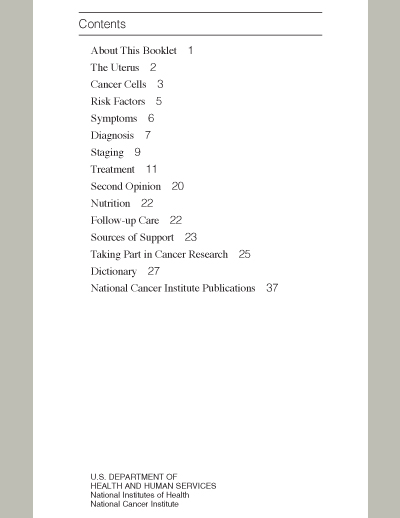 Contents
About This Booklet 1
The Uterus 2
Cancer Cells 3
Risk Factors 5
Symptoms 6
Diagnosis 7
Staging 9
Treatment 11
Second Opinion 20
Nutrition 22
Follow-up Care 22
Sources of Support 23
Taking Part in Cancer Research 25
Dictionary 27
National Cancer Institute Publications 37
U.S. DEPARTMENT OF
HEALTH AND HUMAN SERVICES
National Institutes of Health
National Cancer Institute